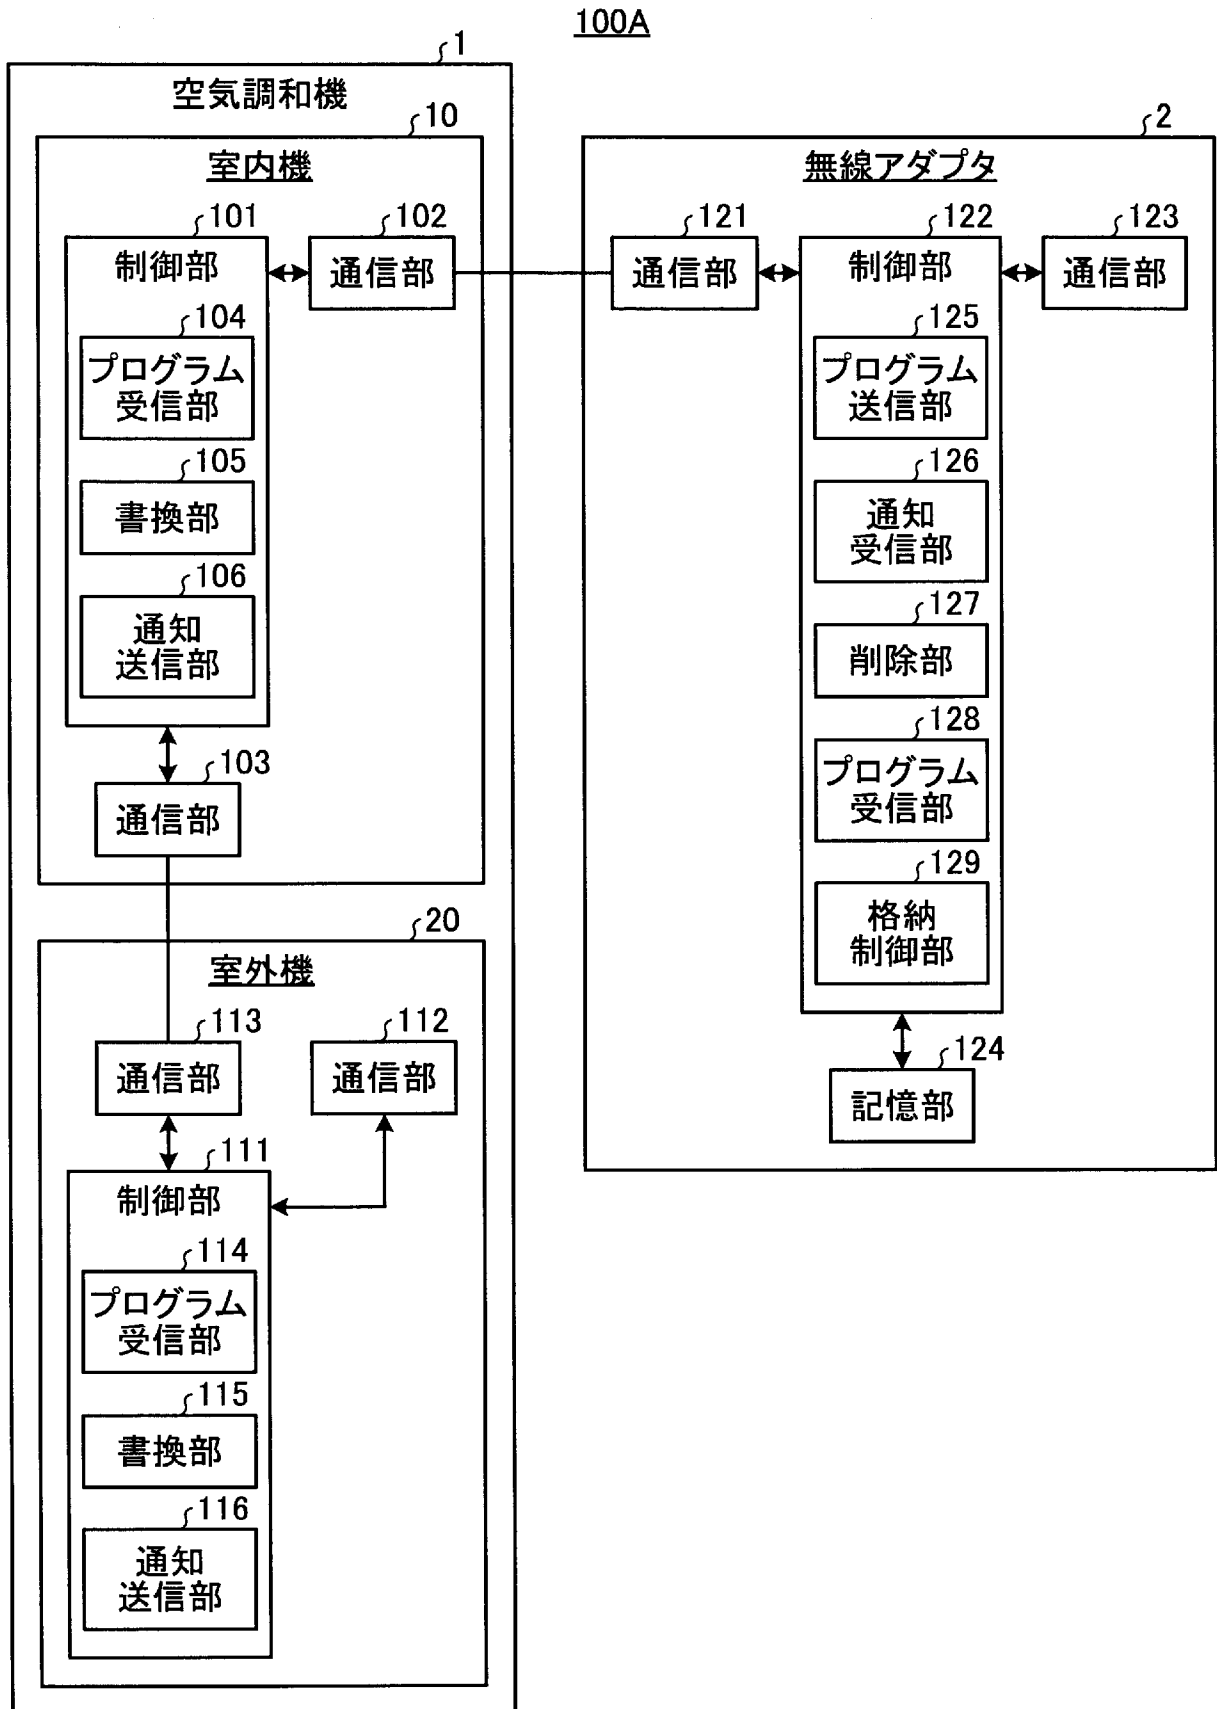 100A
1
空気調和機
10
室内機
101
制御部
102
通信部
104
プログラム
受信部
105
書換部
106
通知
送信部
103
通信部
20
室外機
113
通信部
112
通信部
111
制御部
114
プログラム
受信部
115
書換部
116
通知
送信部
2
無線アダプタ
121
通信部
122
制御部
123
通信部
125
プログラム
送信部
126
通知
受信部
127
削除部
128
プログラム
受信部
129
格納
制御部
124
記憶部